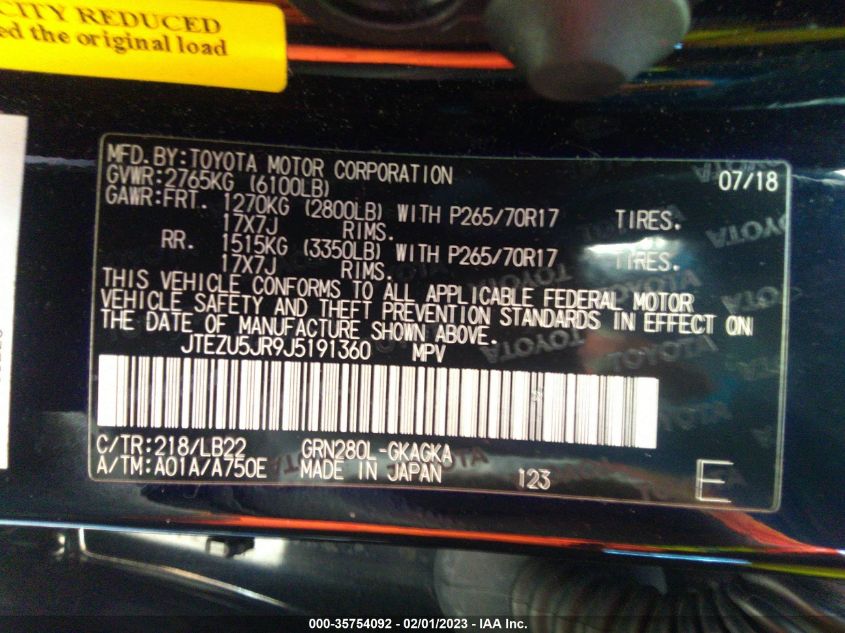 CITY REDUCED
ed the original load
MFD. BY: TOYOTA MOTOR CORPORATION 07/18
GVWR: 2765KG (6100LB)
GAWR: FRT. 1270KG (2800LB) WITH P265/70R17 TIRES.
17X7J RIMS.
RR. 1515KG (3350LB) WITH P265/70R17 TIRES.
17X7J RIMS.
THIS VEHICLE CONFORMS TO ALL APPLICABLE FEDERAL MOTOR
VEHICLE SAFETY AND THEFT PREVENTION STANDARDS IN EFFECT ON
THE DATE OF MANUFACTURE SHOWN ABOVE.
JTEZU5JR9J5191360 MPV
C/TR: 218/LB22 GRN280L-GKAGKA
A/TM: A01A/A750E MADE IN JAPAN 123 E
TOYOTA
TOYOTA
000-35754092 - 02/01/2023 - IAA Inc.